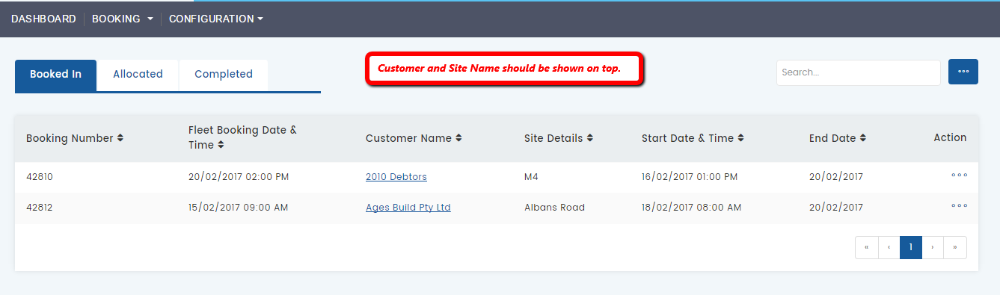 DASHBOARD BOOKING CONFIGURATION
Booked In Allocated Completed
Customer and Site Name should be shown on top.
Search...
Booking Number Fleet Booking Date & Time Customer Name Site Details Start Date & Time End Date Action
42810 20/02/2017 02:00 PM 2010 Debtors M4 16/02/2017 01:00 PM 20/02/2017
42812 15/02/2017 09:00 AM Ages Build Pty Ltd Albans Road 18/02/2017 08:00 AM 20/02/2017
« ‹ 1 › »